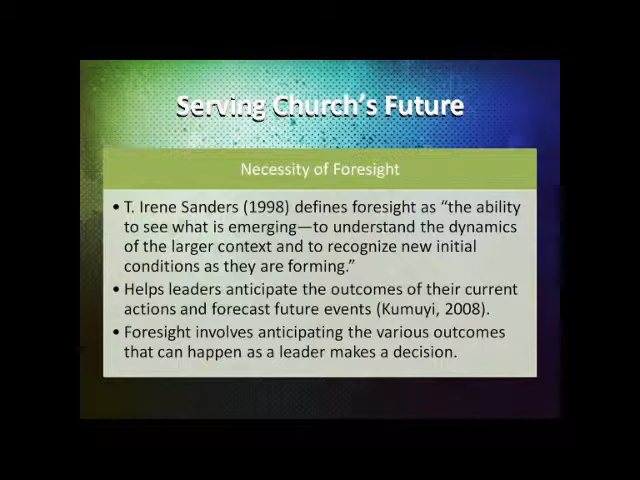 Serving Church's Future
Necessity of Foresight
• T. Irene Sanders (1998) defines foresight as “the ability
to see what is emerging—to understand the dynamics
of the larger context and to recognize new initial
conditions as they are forming.”
• Helps leaders anticipate the outcomes of their current
actions and forecast future events (Kumuyi, 2008).
• Foresight involves anticipating the various outcomes
that can happen as a leader makes a decision.